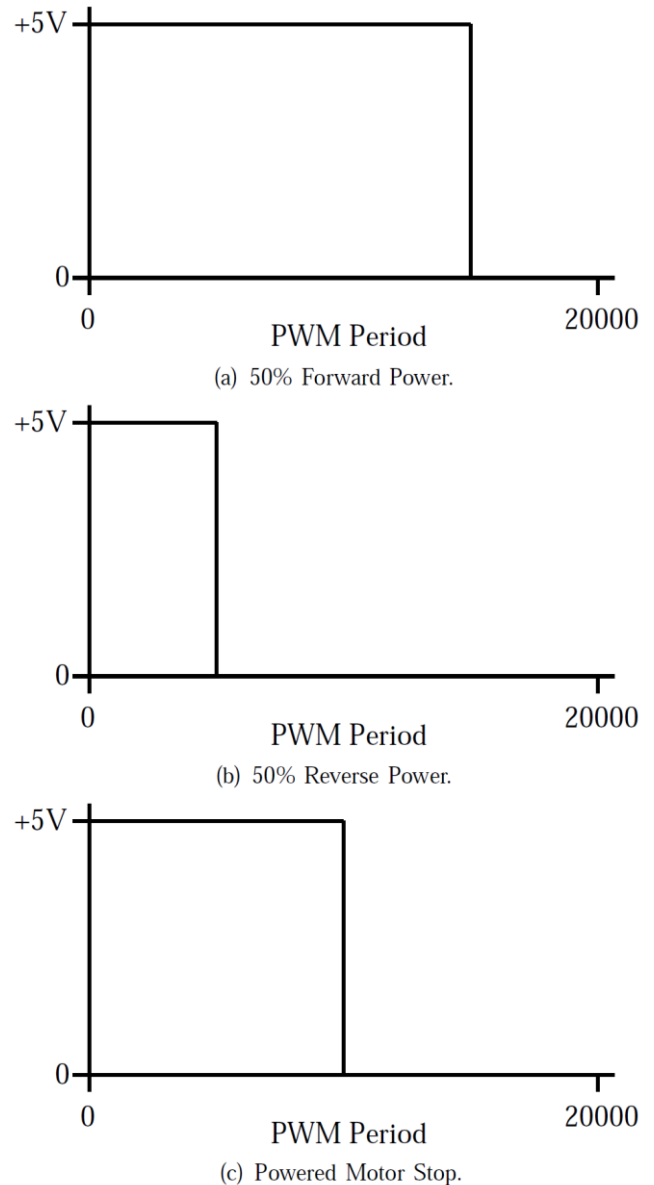 +5V
0
0 20000
PWM Period
(a) 50% Forward Power.
+5V
0
0 20000
PWM Period
(b) 50% Reverse Power.
+5V
0
0 20000
PWM Period
(c) Powered Motor Stop.